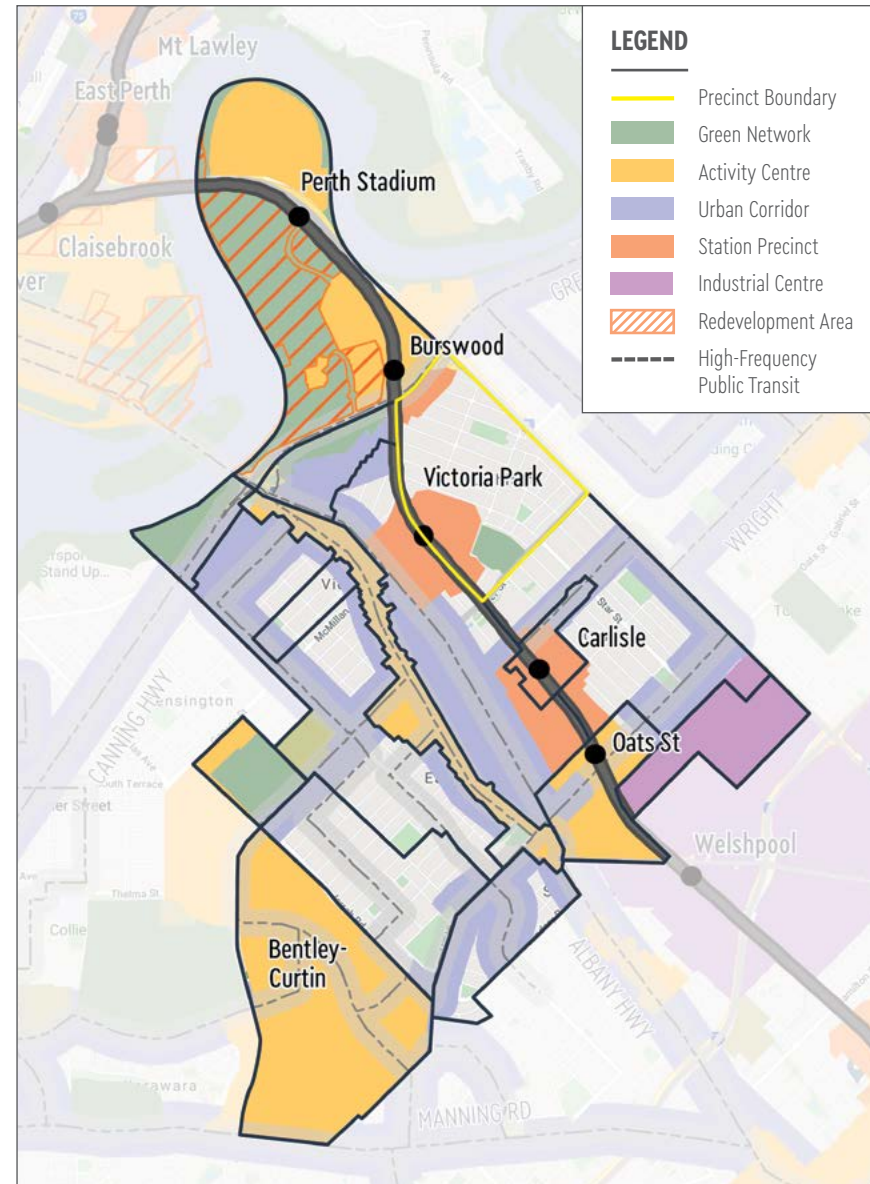 LEGEND
Precinct Boundary
Green Network
Activity Centre
Urban Corridor
Station Precinct
Industrial Centre
Redevelopment Area
High-Frequency
Public Transit
Mt Lawley
East Perth
Perth Stadium
Claisebrook
Burswood
Victoria Park
WRIGHT
Stand Up...
McMillan
Star St
Carlisle
Kensington
CANNING HWY
South Terrace
Oats St
Welshpool
Thelma St
Bentley-
Curtin
ALBANY HWY
MANNING RD